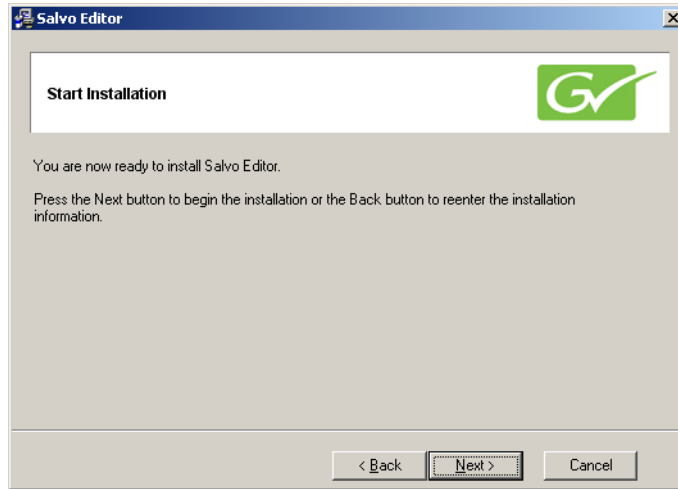 Salvo Editor
Start Installation
GV
You are now ready to install Salvo Editor.
Press the Next button to begin the installation or the Back button to reenter the installation
information.
< Back
Next >
Cancel